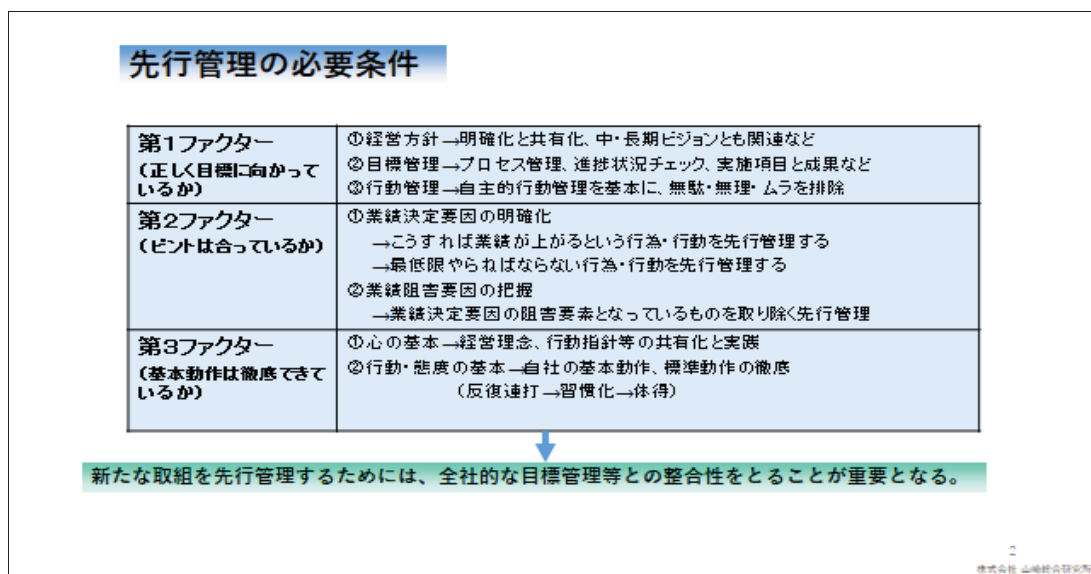 先行管理の必要条件
第1ファクター
(正しく目標に向かって
いるか)
①経営方針→明確化と共有化、中・長期ビジョンとも関連など
②目標管理→プロセス管理、進捗状況チェック、実施項目と成果など
③行動管理→自主的行動管理を基本に、無駄・無理・ムラを排除
第2ファクター
(ピントは合っているか)
①業績決定要因の明確化
→こうすれば業績が上がるという行為・行動を先行管理する
→最低限やらねばならない行為・行動を先行管理する
②業績阻害要因の把握
→業績決定要因の阻害要素となっているものを取り除く先行管理
第3ファクター
(基本動作は徹底できて
いるか)
①心の基本→経営理念、行動指針等の共有化と実践
②行動・態度の基本→自社の基本動作、標準動作の徹底
(反復連打→習慣化→体得)
新たな取組を先行管理するためには、全社的な目標管理等との整合性をとることが重要となる。
2
株式会社 山崎総合研究所